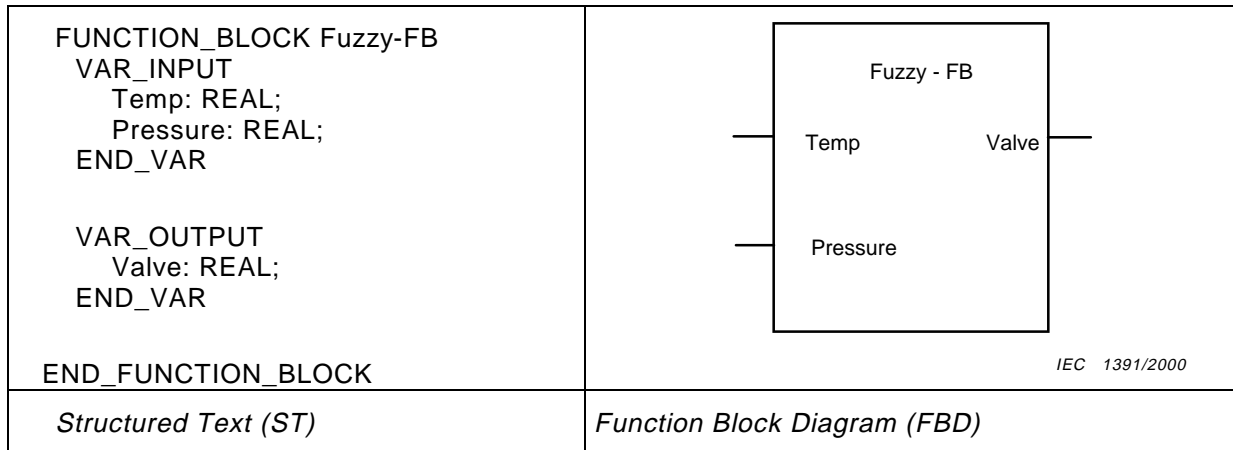 FUNCTION_BLOCK Fuzzy-FB
VAR_INPUT
Temp: REAL;
Pressure: REAL;
END_VAR
VAR_OUTPUT
Valve: REAL;
END_VAR
END_FUNCTION_BLOCK
Fuzzy - FB
Temp Valve
Pressure
IEC 1391/2000
Structured Text (ST)
Function Block Diagram (FBD)